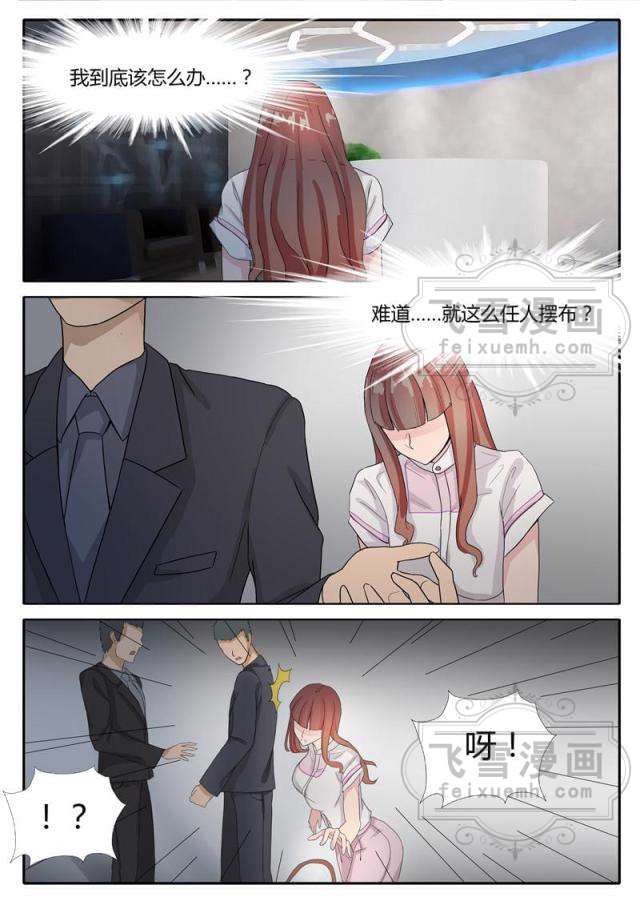 我到底该怎么办……？
难道……就这么任人摆布？
飞雪漫画
feixuemh.com
呀！
飞雪漫画
feixuemh.com
！？